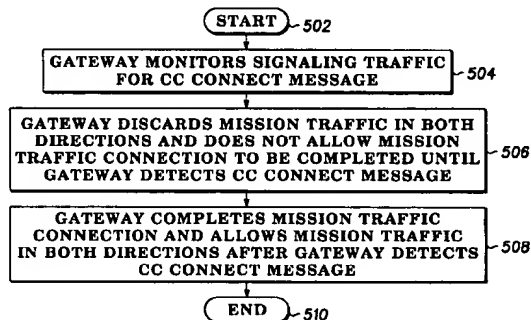 START
502
GATEWAY MONITORS SIGNALING TRAFFIC
FOR CC CONNECT MESSAGE
504
GATEWAY DISCARDS MISSION TRAFFIC IN BOTH
DIRECTIONS AND DOES NOT ALLOW MISSION
TRAFFIC CONNECTION TO BE COMPLETED UNTIL
GATEWAY DETECTS CC CONNECT MESSAGE
506
GATEWAY COMPLETES MISSION TRAFFIC
CONNECTION AND ALLOWS MISSION TRAFFIC
IN BOTH DIRECTIONS AFTER GATEWAY DETECTS
CC CONNECT MESSAGE
508
END
510